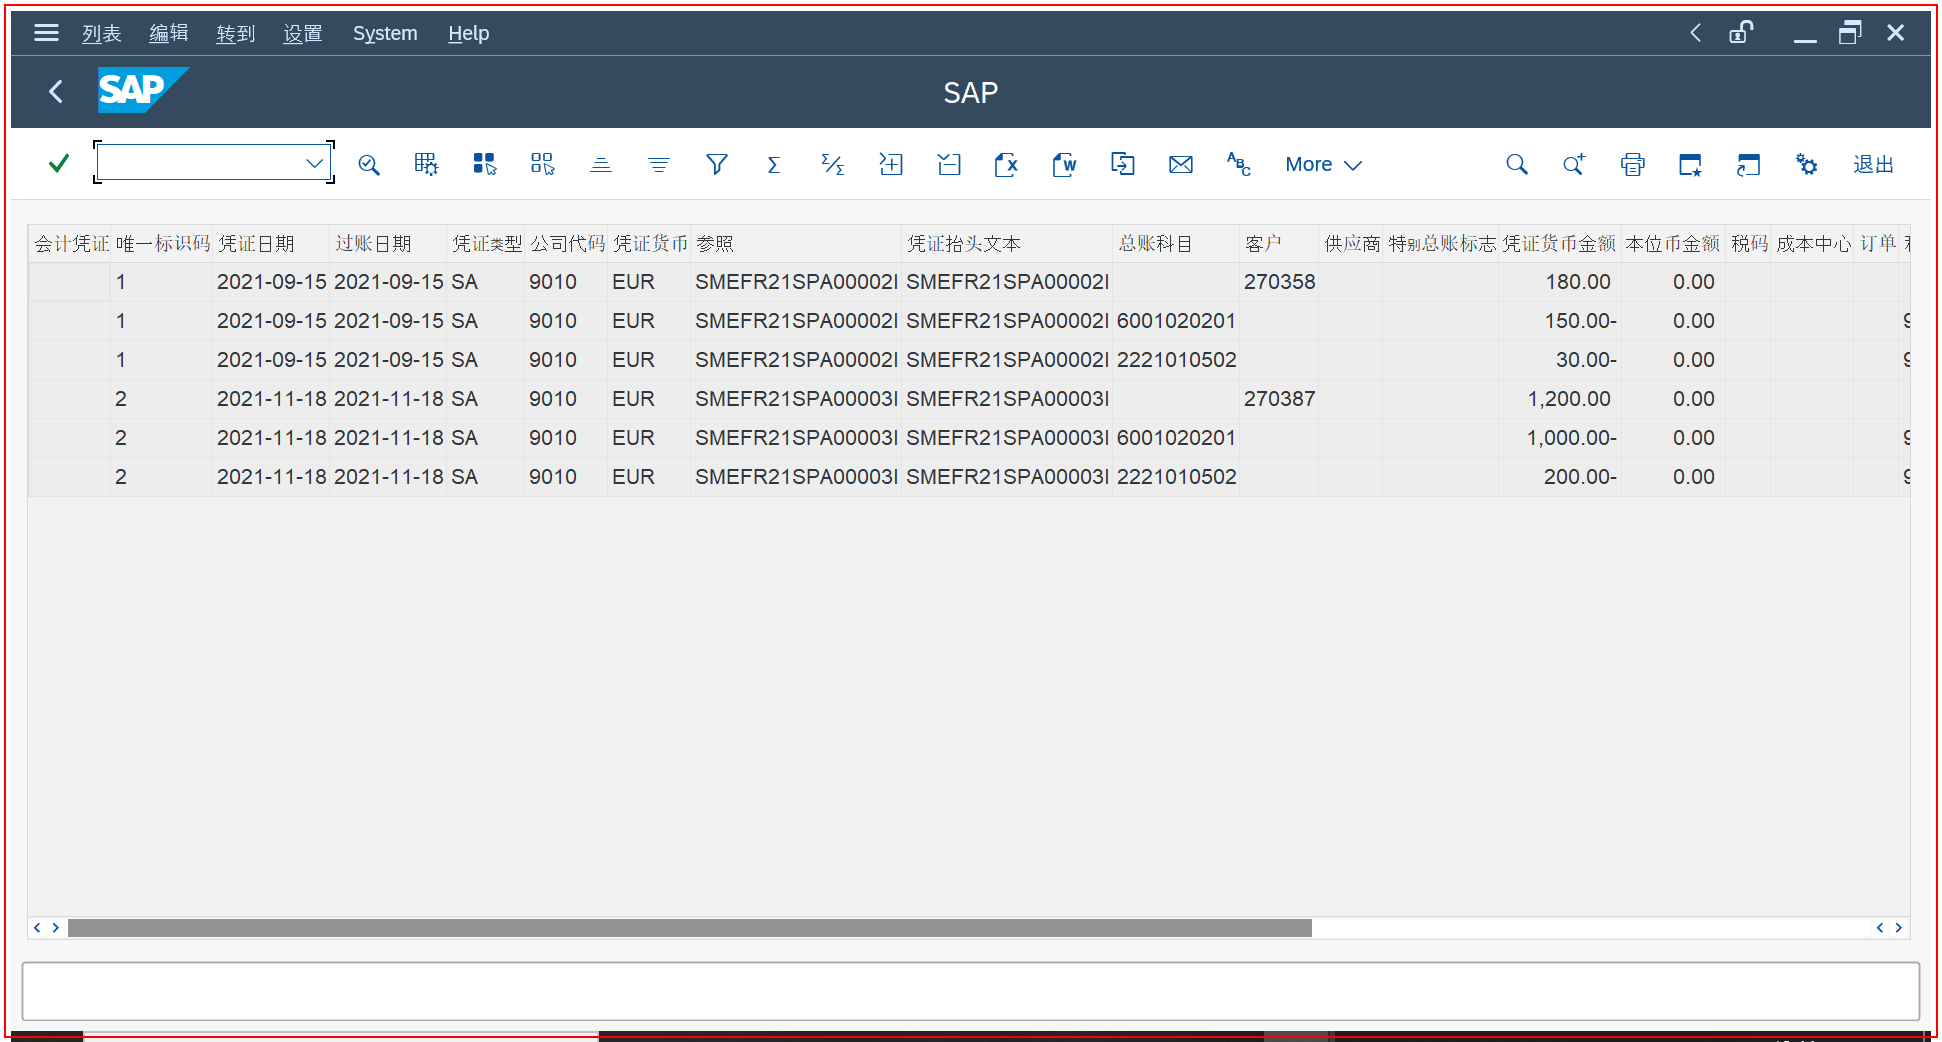 列表 编辑 转到 设置 System Help
SAP SAP
More 退出
会计凭证 唯一标识码 凭证日期 过账日期 凭证类型 公司代码 凭证货币 参照 凭证抬头文本 总账科目 客户 供应商 特别总账标志 凭证货币金额 本位币金额 税码 成本中心 订单
1 2021-09-15 2021-09-15 SA 9010 EUR SMEFR21SPA00002I SMEFR21SPA00002I 270358 180.00 0.00
1 2021-09-15 2021-09-15 SA 9010 EUR SMEFR21SPA00002I SMEFR21SPA00002I 6001020201 150.00- 0.00
1 2021-09-15 2021-09-15 SA 9010 EUR SMEFR21SPA00002I SMEFR21SPA00002I 2221010502 30.00- 0.00
2 2021-11-18 2021-11-18 SA 9010 EUR SMEFR21SPA00003I SMEFR21SPA00003I 270387 1,200.00 0.00
2 2021-11-18 2021-11-18 SA 9010 EUR SMEFR21SPA00003I SMEFR21SPA00003I 6001020201 1,000.00- 0.00
2 2021-11-18 2021-11-18 SA 9010 EUR SMEFR21SPA00003I SMEFR21SPA00003I 2221010502 200.00- 0.00